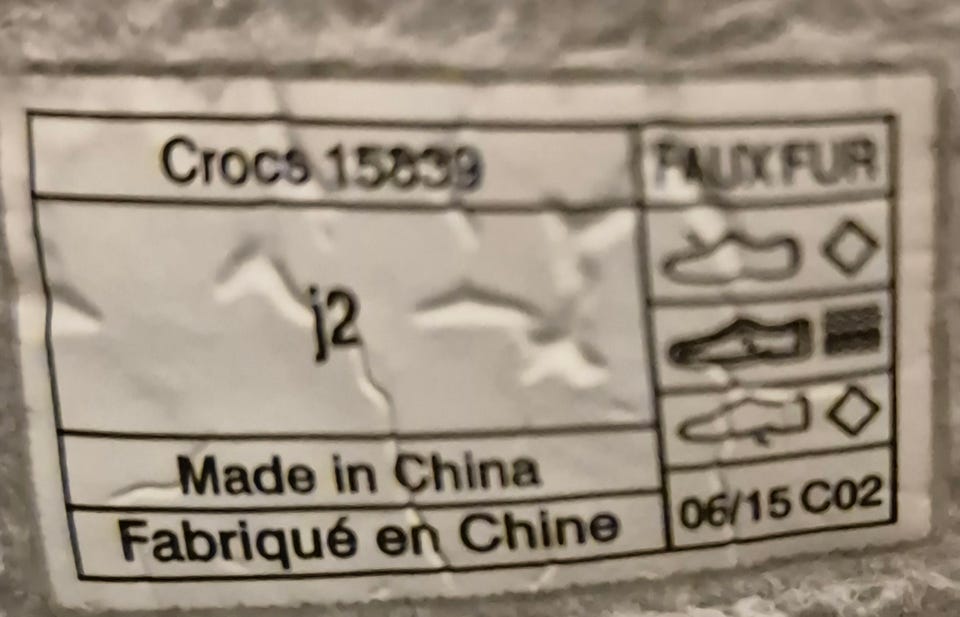 Crocs 15839
FAUX FUR
j2
Made in China
Fabriqué en Chine
06/15 C02